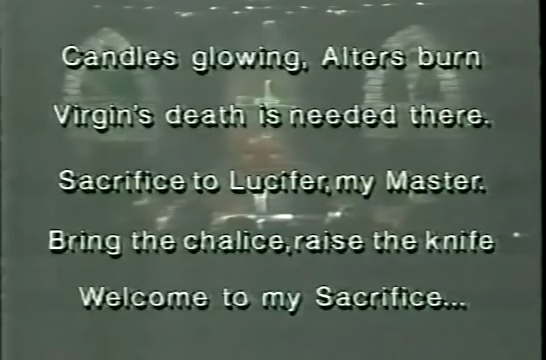 Candles glowing, Alters burn
Virgin's death is needed there.
Sacrifice to Lucifer, my Master.
Bring the chalice, raise the knife
Welcome to my Sacrifice...